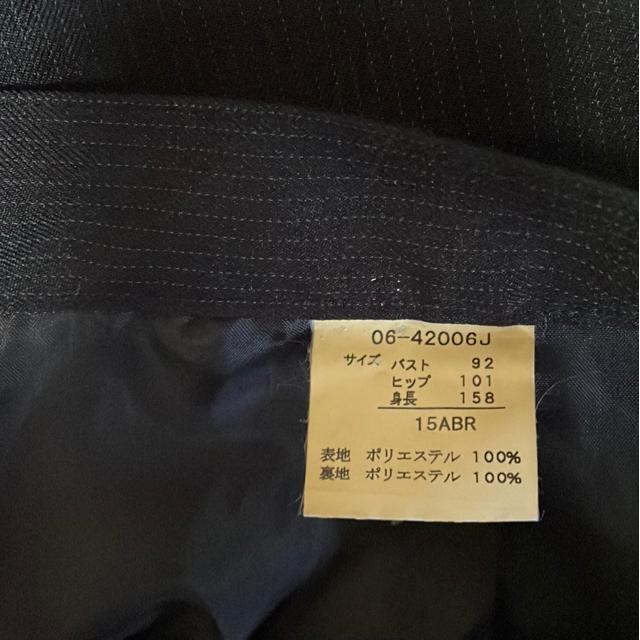 06-42006J
サイズ バスト 92
ヒップ 101
身長 158
15ABR
表地 ポリエステル 100%
裏地 ポリエステル 100%